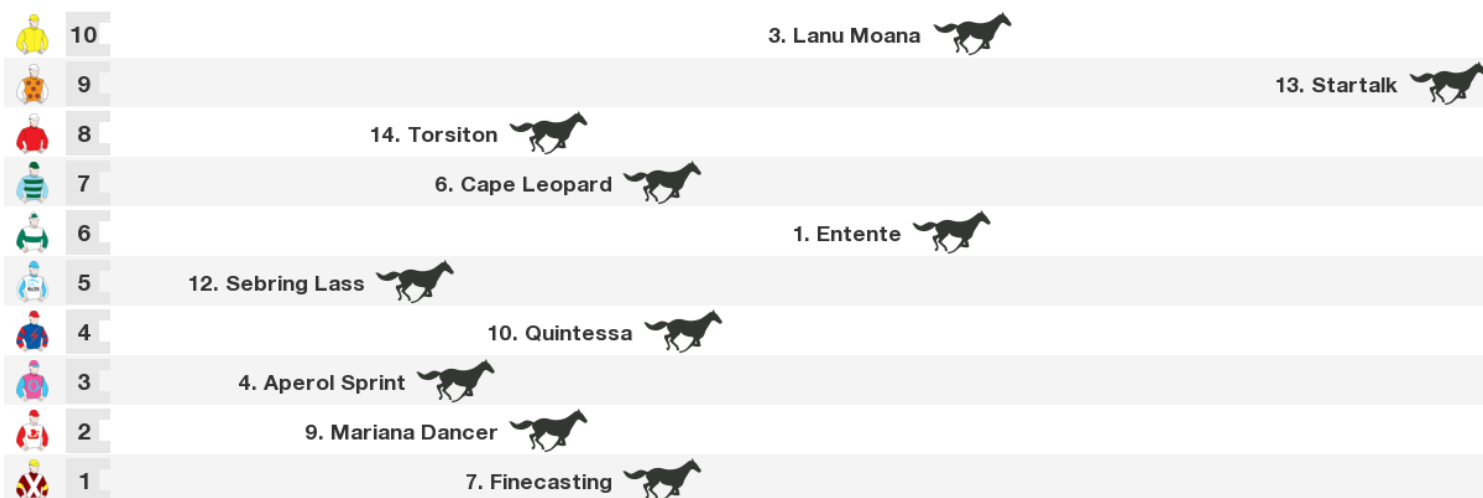 10 3. Lanu Moana
9 13. Startalk
8 14. Torsiton
7 6. Cape Leopard
6 1. Entente
5 12. Sebring Lass
4 10. Quintessa
3 4. Aperol Sprint
2 9. Mariana Dancer
1 7. Finecasting